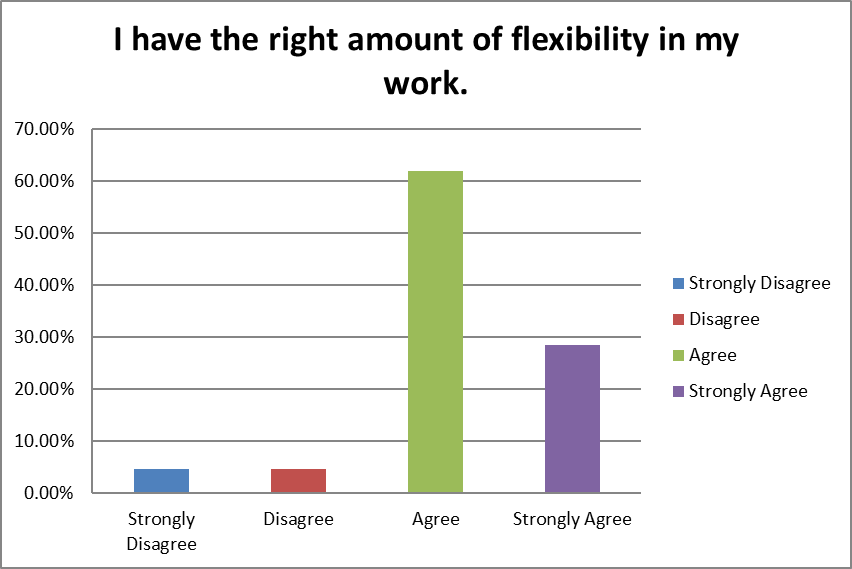 I have the right amount of flexibility in my
work.
70.00%
60.00%
50.00%
40.00%
30.00%
20.00%
10.00%
0.00%
Strongly
Disagree
Disagree
Agree
Strongly Agree
Strongly Disagree
Disagree
Agree
Strongly Agree